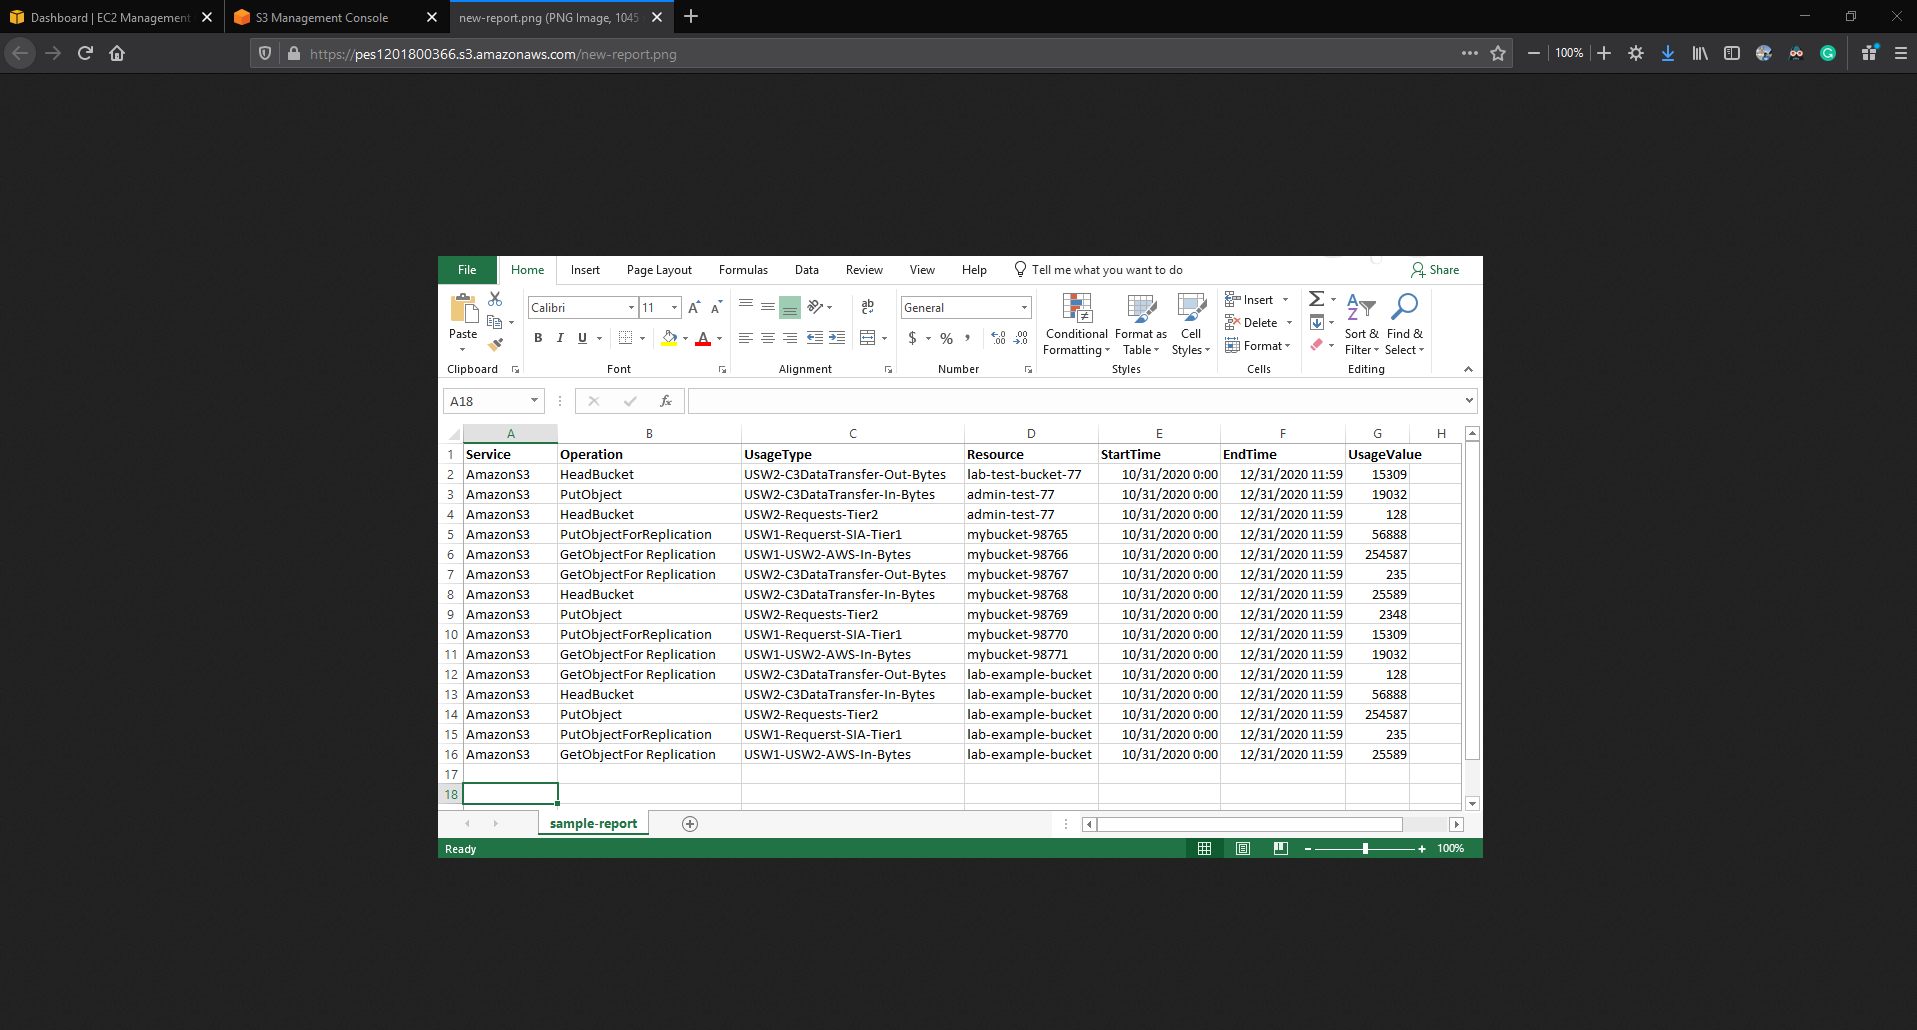 Dashboard | EC2 Management
S3 Management Console
new-report.png (PNG Image, 1045
https://pes1201800366.s3.amazonaws.com/new-report.png
100%
File Home Insert Page Layout Formulas Data Review View Help Tell me what you want to do Share
Calibri 11 General
Paste
B I U
Conditional Formatting
Format as Table
Cell Styles
Insert
Delete
Format
Sort & Filter
Find & Select
Clipboard Font Alignment Number Styles Cells Editing
A18
A B C D E F G H
1 Service Operation UsageType Resource StartTime EndTime UsageValue
2 AmazonS3 HeadBucket USW2-C3DataTransfer-Out-Bytes lab-test-bucket-77 10/31/2020 0:00 12/31/2020 11:59 15309
3 AmazonS3 PutObject USW2-C3DataTransfer-In-Bytes admin-test-77 10/31/2020 0:00 12/31/2020 11:59 19032
4 AmazonS3 HeadBucket USW2-Requests-Tier2 admin-test-77 10/31/2020 0:00 12/31/2020 11:59 128
5 AmazonS3 PutObjectForReplication USW1-Requerst-SIA-Tier1 mybucket-98765 10/31/2020 0:00 12/31/2020 11:59 56888
6 AmazonS3 GetObjectFor Replication USW1-USW2-AWS-In-Bytes mybucket-98766 10/31/2020 0:00 12/31/2020 11:59 254587
7 AmazonS3 GetObjectFor Replication USW2-C3DataTransfer-Out-Bytes mybucket-98767 10/31/2020 0:00 12/31/2020 11:59 235
8 AmazonS3 HeadBucket USW2-C3DataTransfer-In-Bytes mybucket-98768 10/31/2020 0:00 12/31/2020 11:59 25589
9 AmazonS3 PutObject USW2-Requests-Tier2 mybucket-98769 10/31/2020 0:00 12/31/2020 11:59 2348
10 AmazonS3 PutObjectForReplication USW1-Requerst-SIA-Tier1 mybucket-98770 10/31/2020 0:00 12/31/2020 11:59 15309
11 AmazonS3 GetObjectFor Replication USW1-USW2-AWS-In-Bytes mybucket-98771 10/31/2020 0:00 12/31/2020 11:59 19032
12 AmazonS3 GetObjectFor Replication USW2-C3DataTransfer-Out-Bytes lab-example-bucket 10/31/2020 0:00 12/31/2020 11:59 128
13 AmazonS3 HeadBucket USW2-C3DataTransfer-In-Bytes lab-example-bucket 10/31/2020 0:00 12/31/2020 11:59 56888
14 AmazonS3 PutObject USW2-Requests-Tier2 lab-example-bucket 10/31/2020 0:00 12/31/2020 11:59 254587
15 AmazonS3 PutObjectForReplication USW1-Requerst-SIA-Tier1 lab-example-bucket 10/31/2020 0:00 12/31/2020 11:59 235
16 AmazonS3 GetObjectFor Replication USW1-USW2-AWS-In-Bytes lab-example-bucket 10/31/2020 0:00 12/31/2020 11:59 25589
17
18
sample-report
Ready 100%